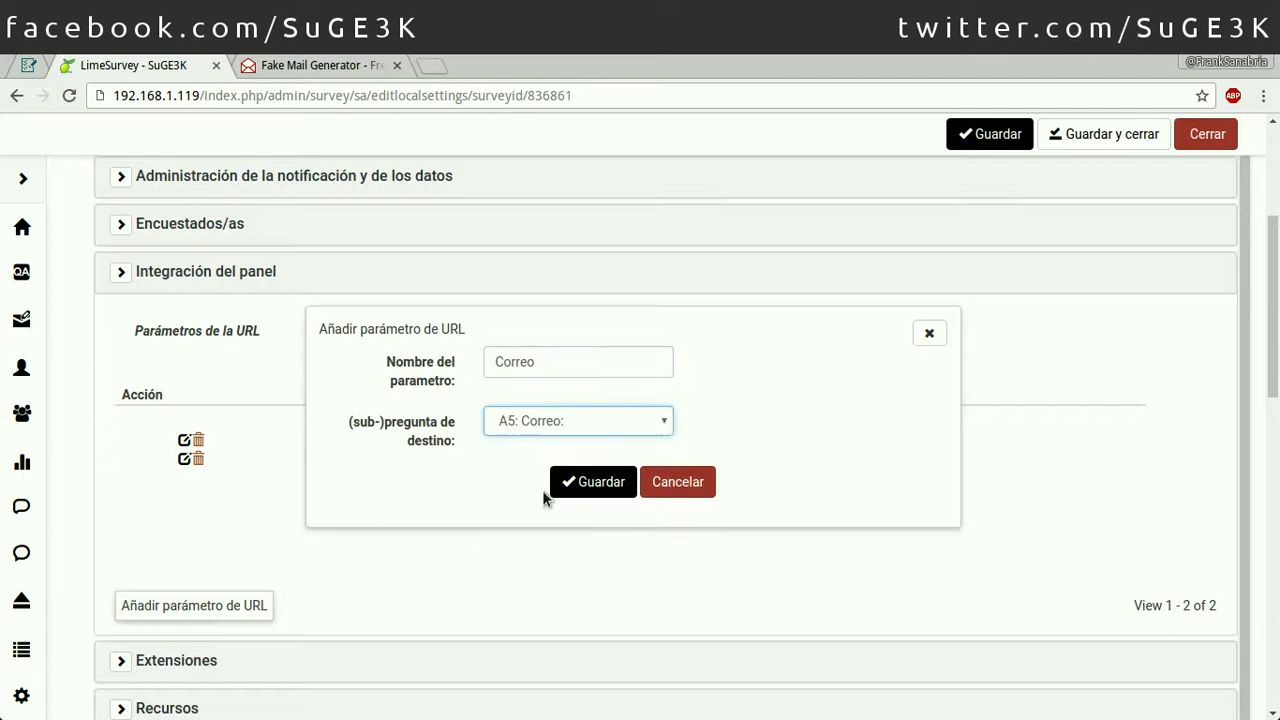 facebook.com/SuGE3K
twitter.com/SuGE3K
LimeSurvey - SuGE3K
Fake Mail Generator - Fre
@FrankSanabria
192.168.1.119/index.php/admin/survey/sa/editlocalsettings/surveyid/836861
ABP
Guardar
Guardar y cerrar
Cerrar
Administración de la notificación y de los datos
Encuestados/as
QA
Integración del panel
Parámetros de la URL
Añadir parámetro de URL
Nombre del parametro:
Correo
Acción
(sub-)pregunta de destino:
A5: Correo:
Guardar
Cancelar
Añadir parámetro de URL
View 1 - 2 of 2
Extensiones
Recursos